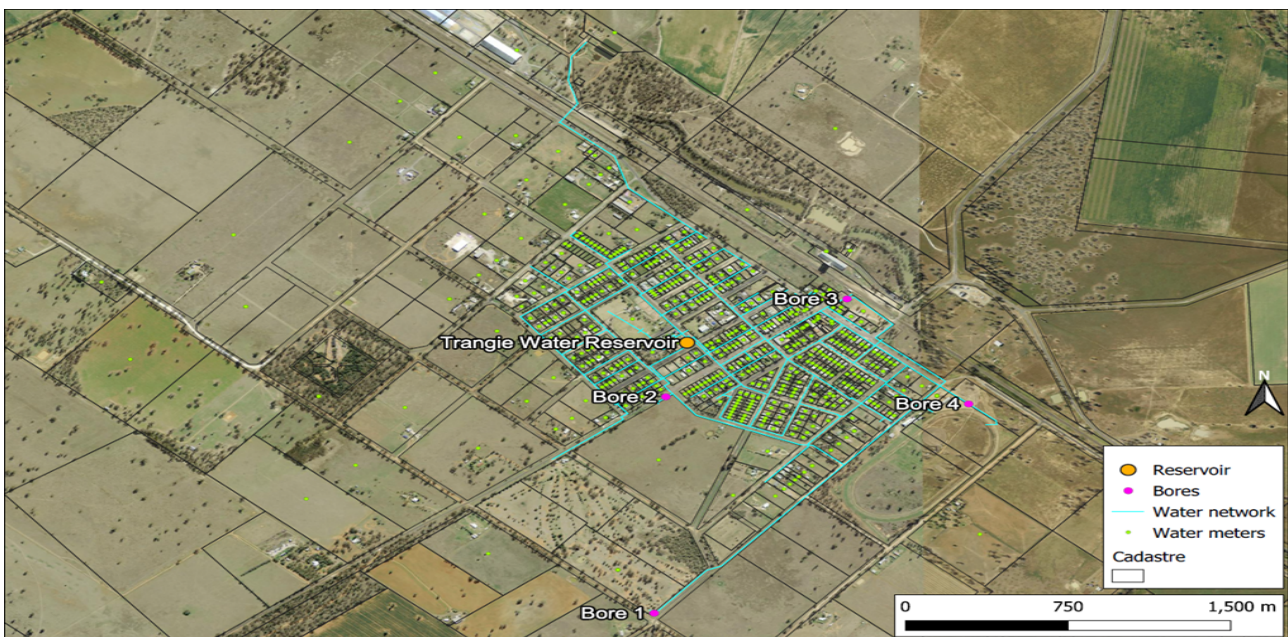 Bore 3
Trangie Water Reservoir
Bore 2
Bore 4
Bore 1
N
Reservoir
Bores
Water network
Water meters
Cadastre
0 750 1,500 m